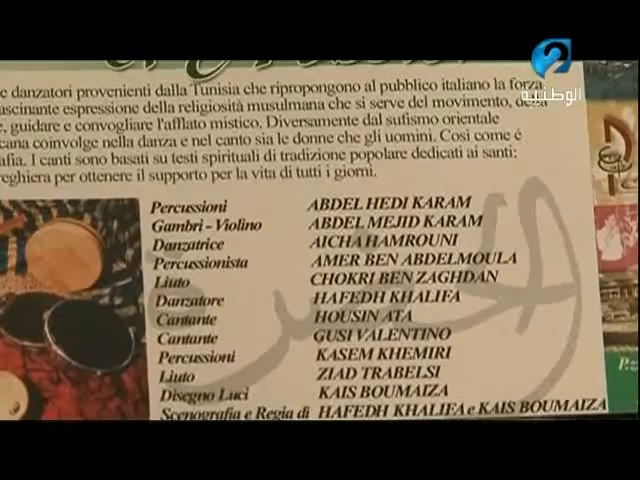 2
الوطنية
e danzatori provenienti dalla Tunisia che ripropongono al pubblico italiano la forza
ascinante espressione della religiosità musulmana che si serve del movimento, della
e, guidare e convogliare l'afflato mistico. Diversamente dal sufismo orientale
cana coinvolge nella danza e nel canto sia le donne che gli uomini. Così come é
afia. I canti sono basati su testi spirituali di tradizione popolare dedicati ai santi:
reghiera per ottenere il supporto per la vita di tutti i giorni.
Percussioni ABDEL HEDI KARAM
Gambri - Violino ABDEL MEJID KARAM
Danzatrice AICHA HAMROUNI
Percussionista AMER BEN ABDELMOULA
Liuto CHOKRI BEN ZAGHDAN
Danzatore HAFEDH KHALIFA
Cantante HOUSIN ATA
Cantante GUSI VALENTINO
Percussioni KASEM KHEMIRI
Liuto ZIAD TRABELSI
Disegno Luci KAIS BOUMAIZA
Scenografia e Regia di HAFEDH KHALIFA e KAIS BOUMAIZA
الحضرة